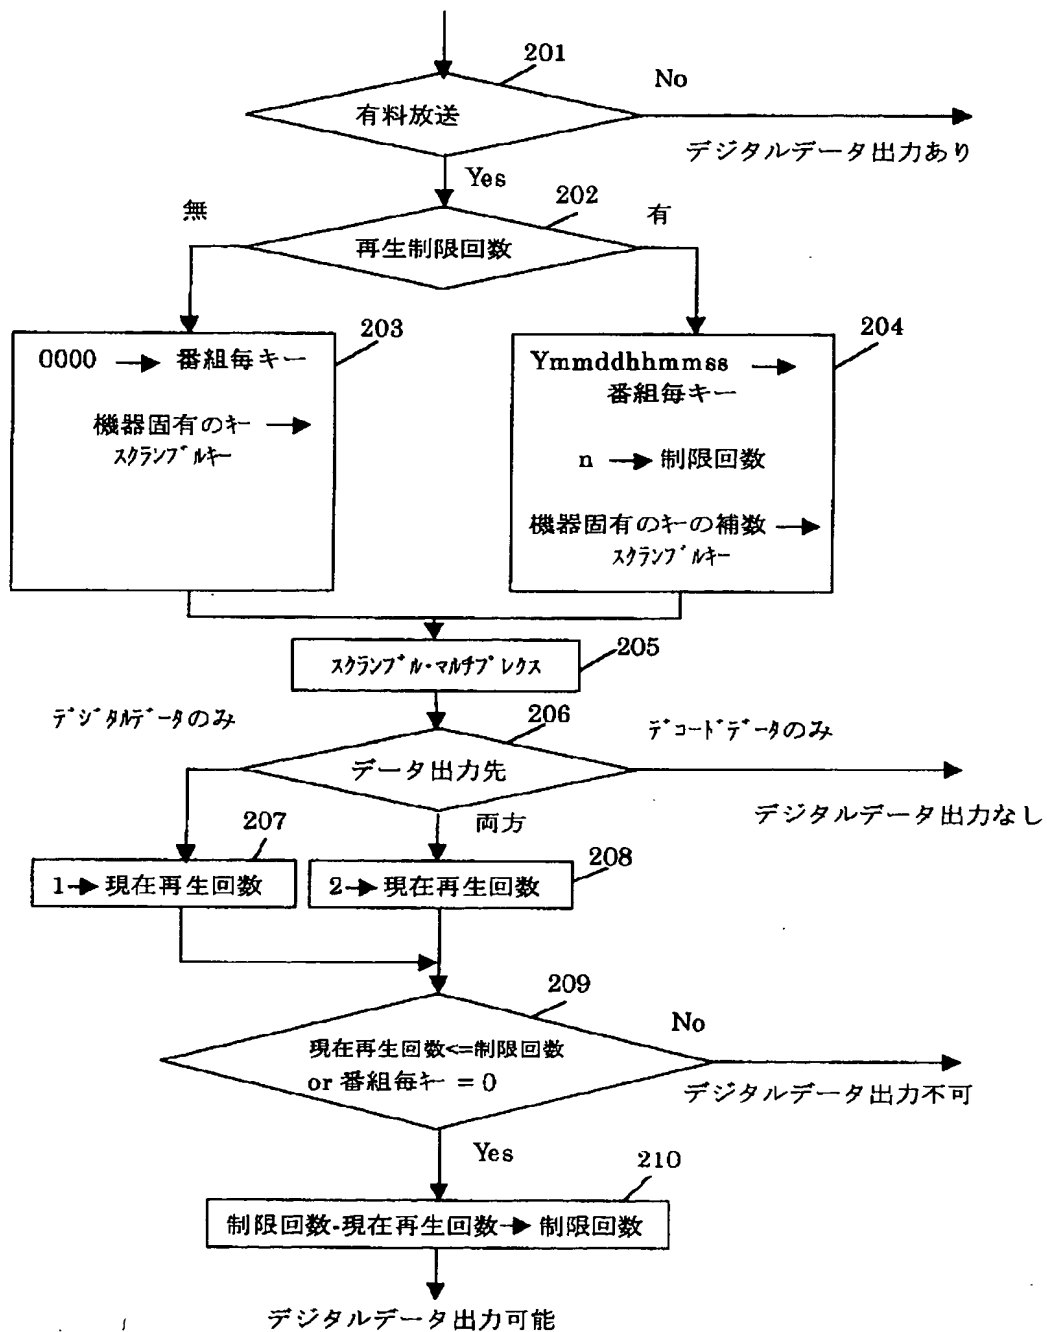 201
No
有料放送
デジタルデータ出力あり
Yes
202
無
有
再生制限回数
203
0000 → 番組毎キー
機器固有のキー →
スクランブルキー
204
Ymmddhhmmss →
番組毎キー
n → 制限回数
機器固有のキーの補数 →
スクランブルキー
205
スクランブル・マルチプレクス
デジタルデータのみ
206
デコードデータのみ
データ出力先
デジタルデータ出力なし
207
両方
208
1→現在再生回数
2→現在再生回数
209
No
現在再生回数<=制限回数
or 番組毎キー = 0
デジタルデータ出力不可
Yes
210
制限回数-現在再生回数→制限回数
デジタルデータ出力可能